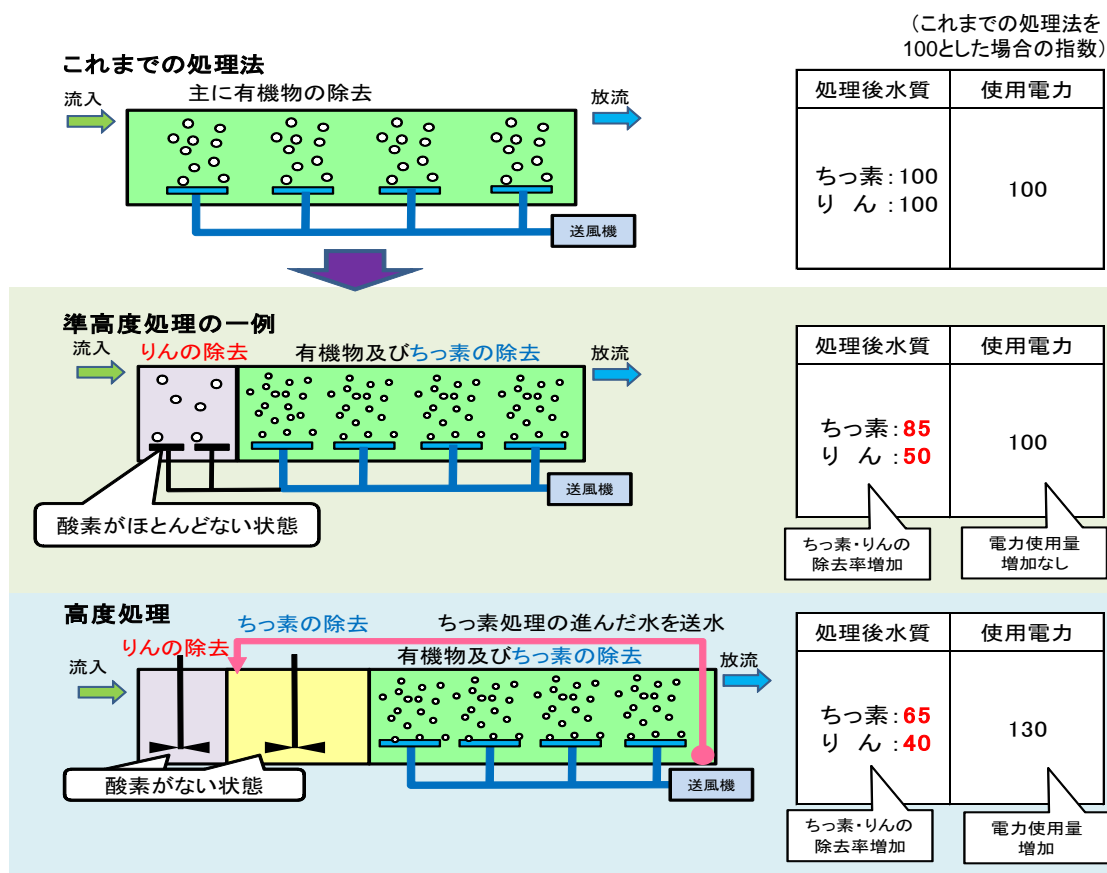 (これまでの処理法を
100とした場合の指数)
これまでの処理法
主に有機物の除去
流入
放流
送風機
処理後水質
使用電力
ちっ素:100
り ん :100
100
準高度処理の一例
流入
りんの除去
有機物及びちっ素の除去
放流
送風機
酸素がほとんどない状態
処理後水質
使用電力
ちっ素:85
り ん :50
100
ちっ素・りんの
除去率増加
電力使用量
増加なし
高度処理
ちっ素の除去
ちっ素処理の進んだ水を送水
りんの除去
有機物及びちっ素の除去
流入
放流
送風機
酸素がない状態
処理後水質
使用電力
ちっ素:65
り ん :40
130
ちっ素・りんの
除去率増加
電力使用量
増加